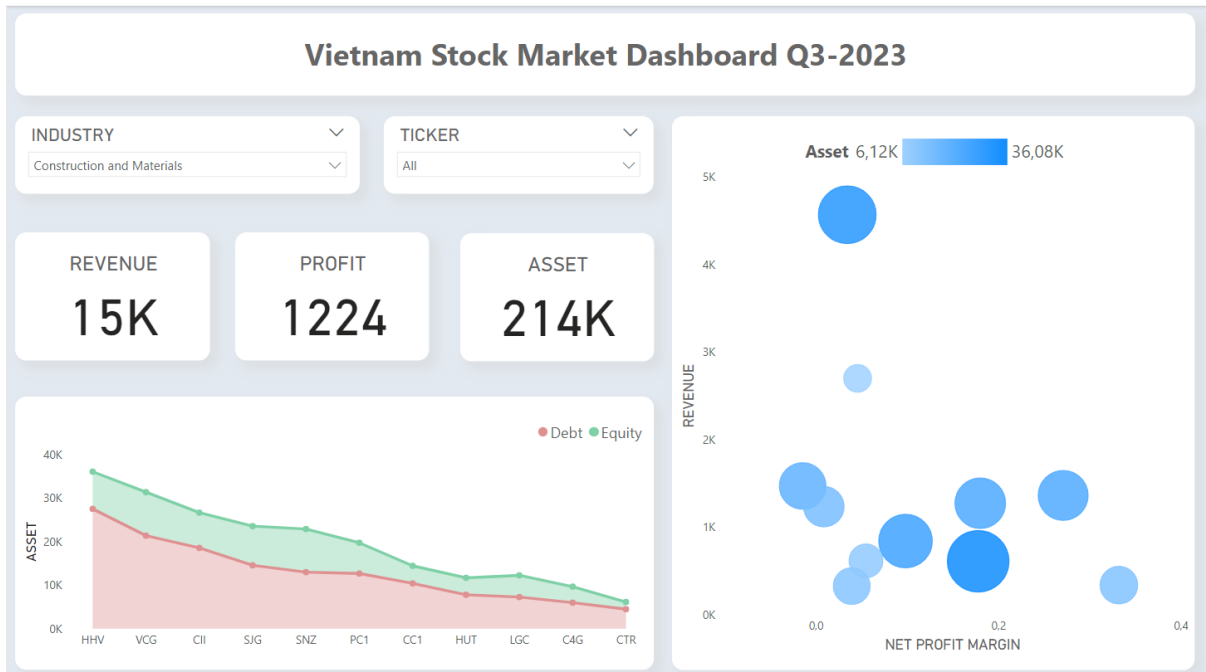 Vietnam Stock Market Dashboard Q3-2023
INDUSTRY
Construction and Materials
TICKER
All
REVENUE
15K
PROFIT
1224
ASSET
214K
Debt Equity
ASSET
40K
30K
20K
10K
0K
HHV VCG CII SJG SNZ PC1 CC1 HUT LGC C4G CTR
Asset 6,12K 36,08K
REVENUE
5K
4K
3K
2K
1K
0K
0,0 0,2 0,4
NET PROFIT MARGIN